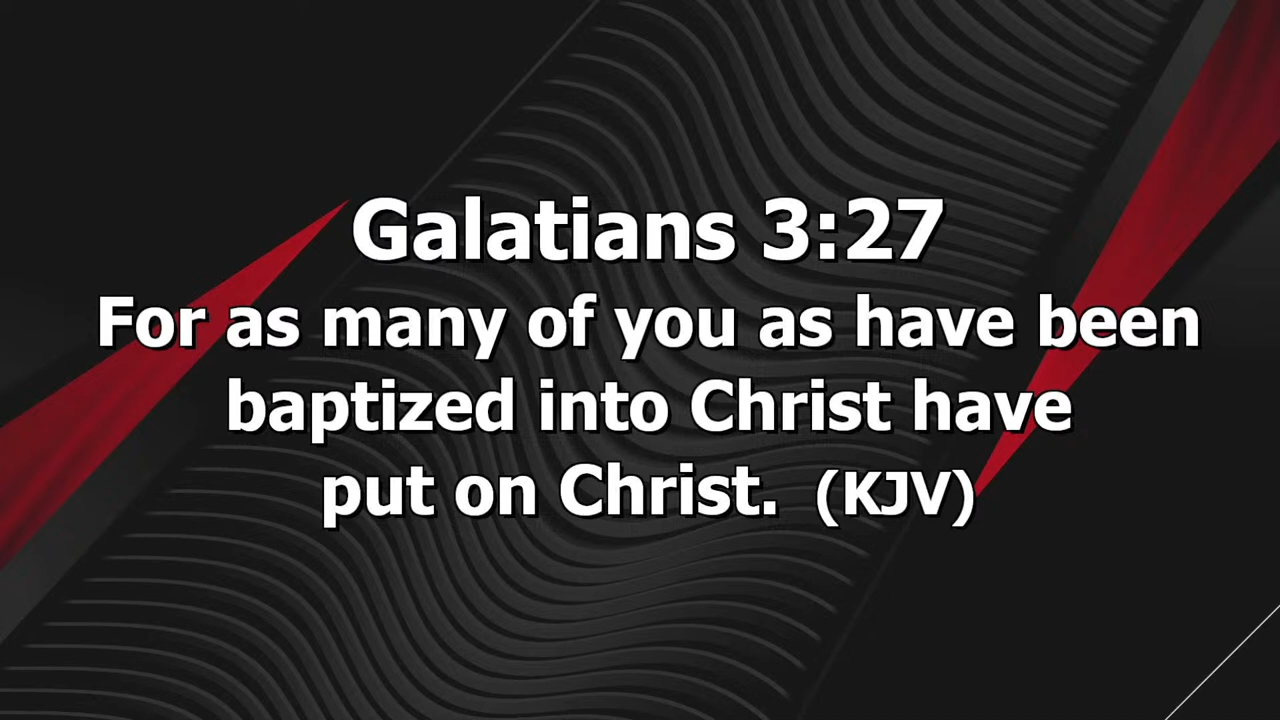 Galatians 3:27
For as many of you as have been
baptized into Christ have
put on Christ. (KJV)